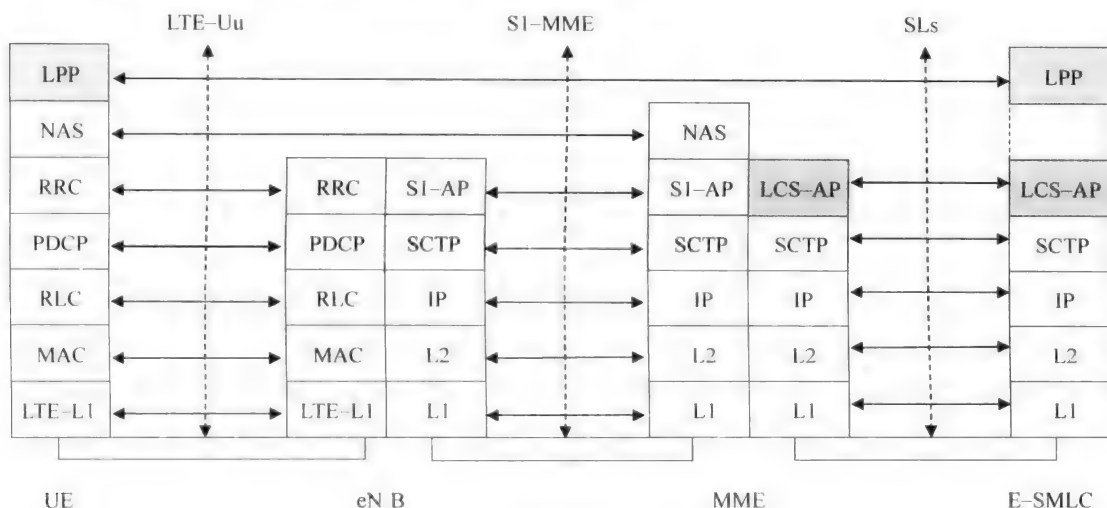 LTE–Uu S1–MME SLs
LPP LPP
NAS NAS
RRC RRC S1–AP S1–AP LCS–AP LCS–AP
PDCP PDCP SCTP SCTP SCTP SCTP
RLC RLC IP IP IP IP
MAC MAC L2 L2 L2 L2
LTE–L1 LTE–L1 L1 L1 L1 L1
UE eN B MME E–SMLC